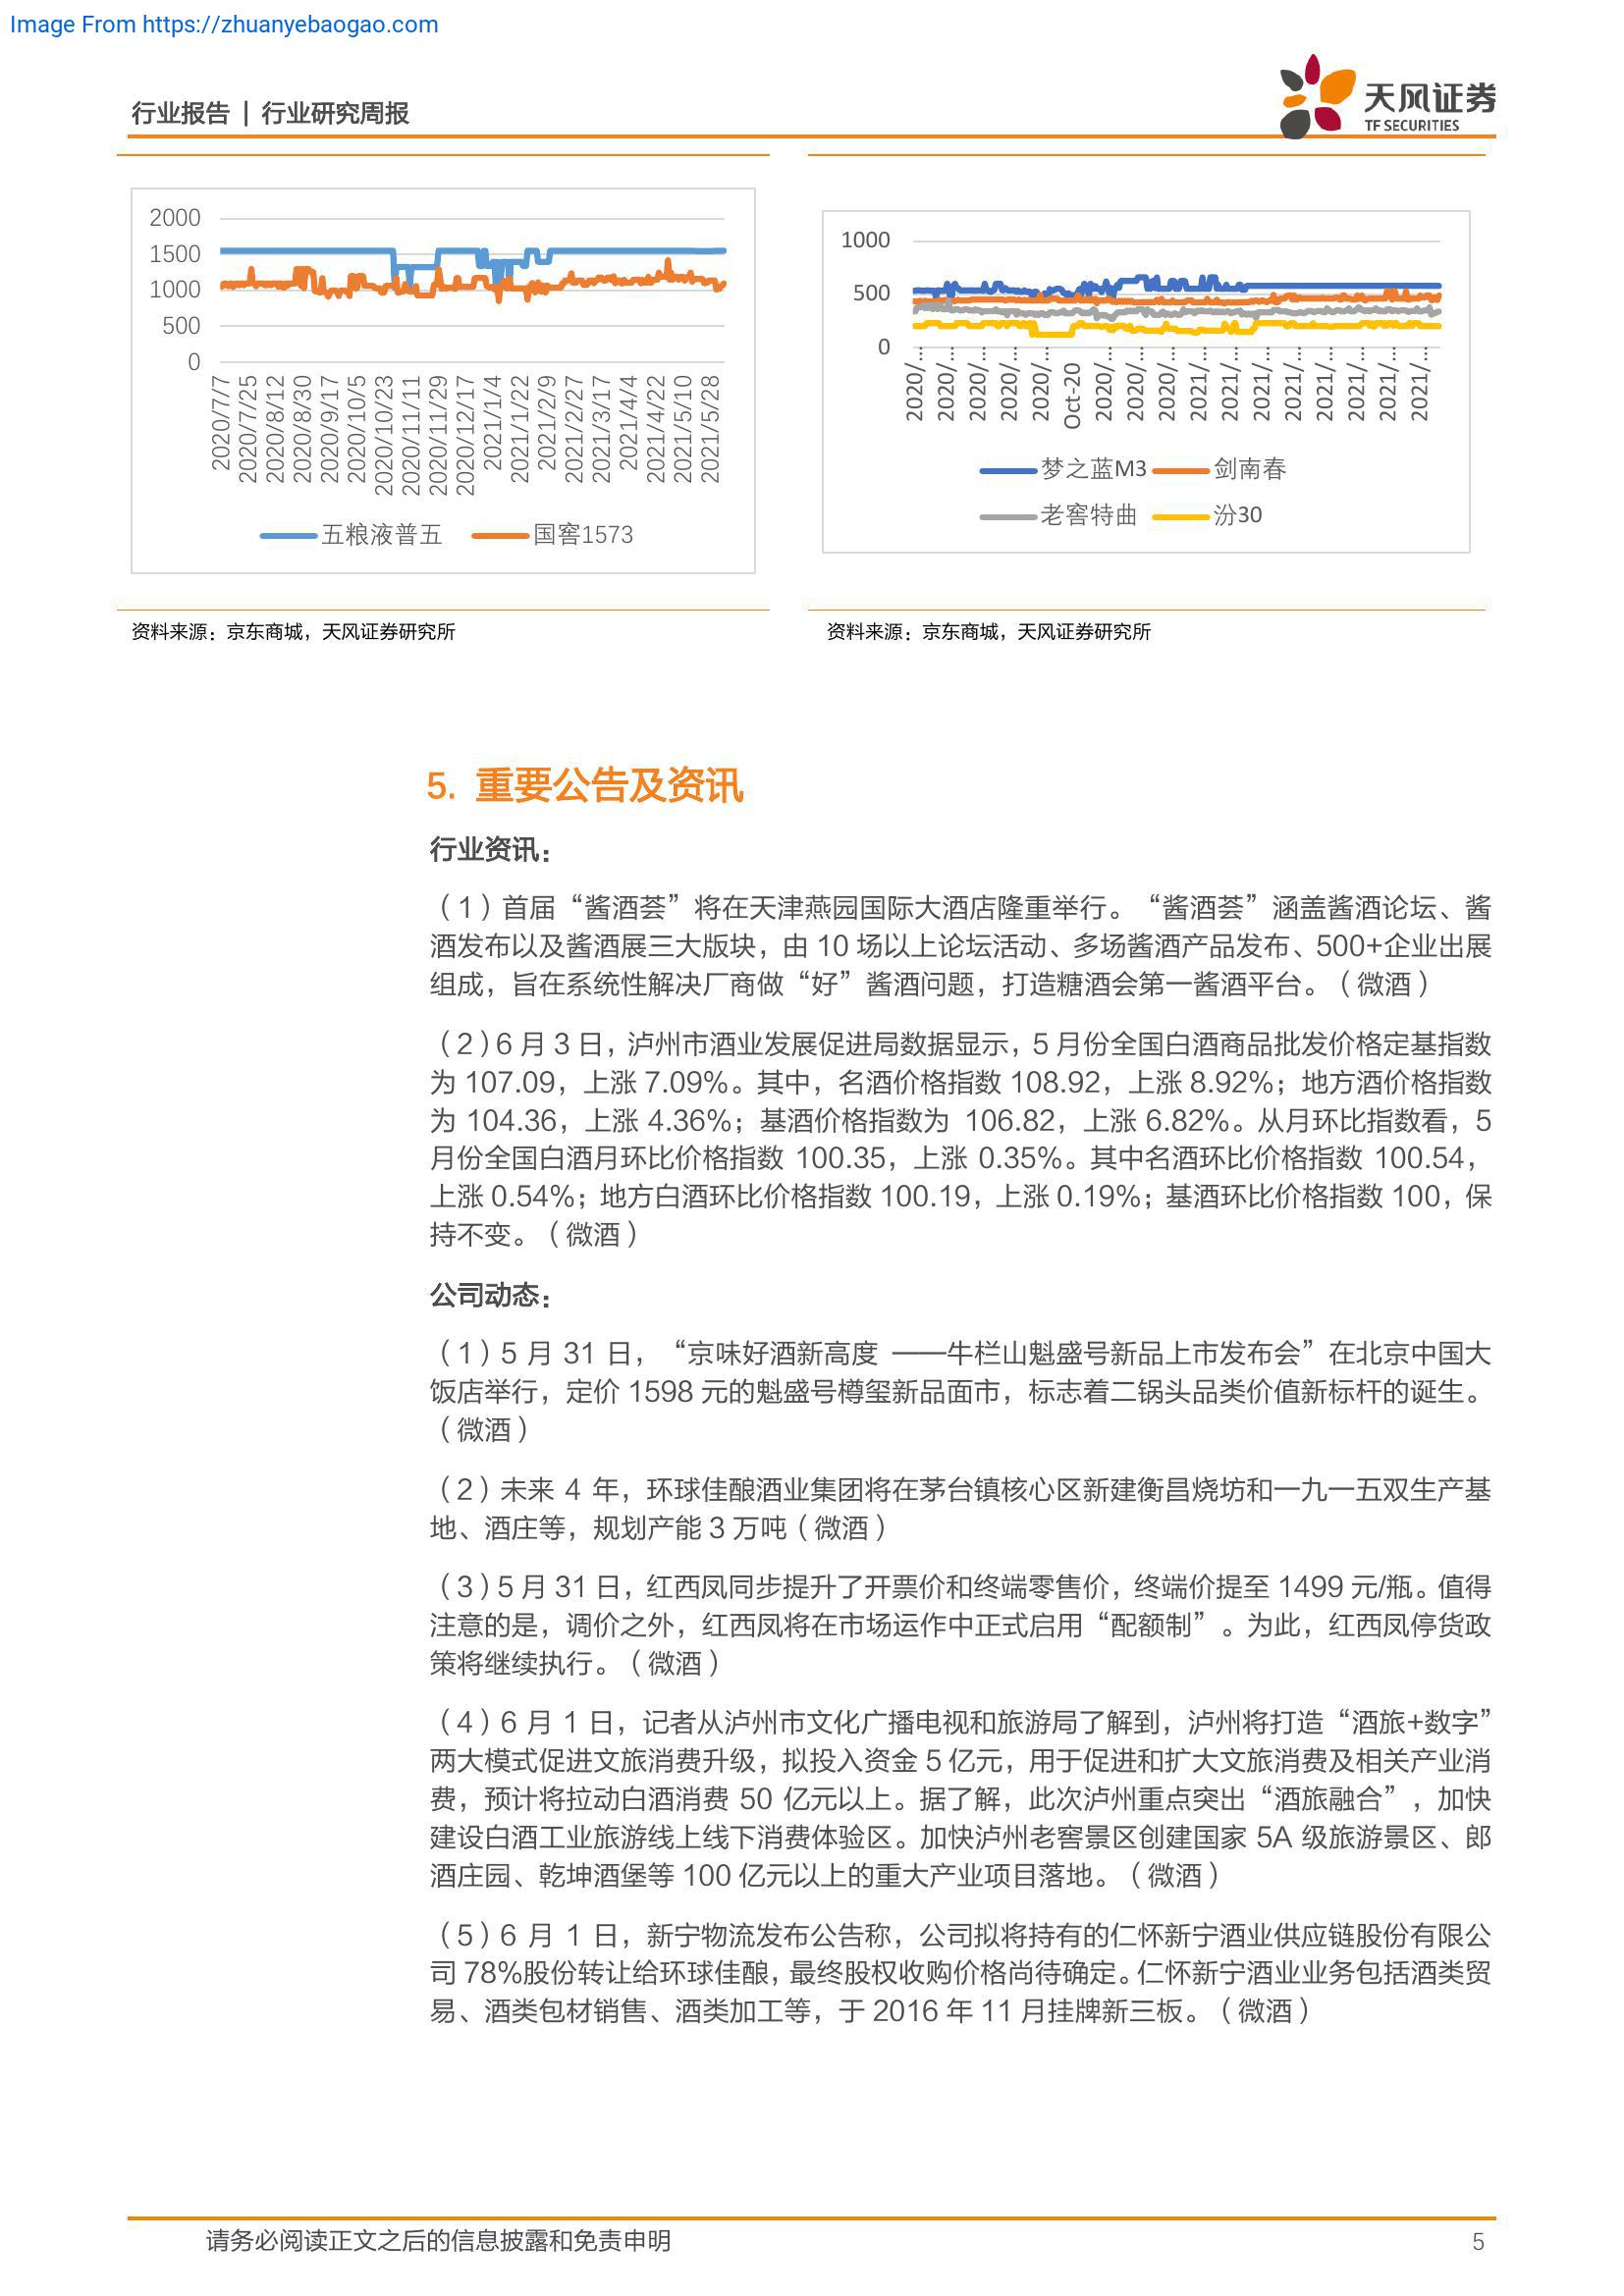 Image From https://zhuanyebaogao.com
行业报告 | 行业研究周报
天风证券
TF SECURITIES
2000
1500
1000
500
0
2020/7/7
2020/7/25
2020/8/12
2020/8/30
2020/9/17
2020/10/5
2020/10/23
2020/11/11
2020/11/29
2020/12/17
2021/1/4
2021/1/22
2021/2/9
2021/2/27
2021/3/17
2021/4/4
2021/4/22
2021/5/10
2021/5/28
五粮液普五 国窖1573
1000
500
0
2020/…
2020/…
2020/…
2020/…
2020/…
Oct-20
2020/…
2020/…
2020/…
2021/…
2021/…
2021/…
2021/…
2021/…
2021/…
2021/…
2021/…
梦之蓝M3 剑南春
老窖特曲 汾30
资料来源：京东商城，天风证券研究所
资料来源：京东商城，天风证券研究所
5. 重要公告及资讯
行业资讯：
（1）首届“酱酒荟”将在天津燕园国际大酒店隆重举行。“酱酒荟”涵盖酱酒论坛、酱
酒发布以及酱酒展三大版块，由 10 场以上论坛活动、多场酱酒产品发布、500+企业出展
组成，旨在系统性解决厂商做“好”酱酒问题，打造糖酒会第一酱酒平台。（微酒）
（2）6 月 3 日，泸州市酒业发展促进局数据显示，5 月份全国白酒商品批发价格定基指数
为 107.09，上涨 7.09%。其中，名酒价格指数 108.92，上涨 8.92%；地方酒价格指数
为 104.36，上涨 4.36%；基酒价格指数为 106.82，上涨 6.82%。从月环比指数看，5
月份全国白酒月环比价格指数 100.35，上涨 0.35%。其中名酒环比价格指数 100.54，
上涨 0.54%；地方白酒环比价格指数 100.19，上涨 0.19%；基酒环比价格指数 100，保
持不变。（微酒）
公司动态：
（1）5 月 31 日，“京味好酒新高度 ——牛栏山魁盛号新品上市发布会”在北京中国大
饭店举行，定价 1598 元的魁盛号樽玺新品面市，标志着二锅头品类价值新标杆的诞生。
（微酒）
（2）未来 4 年，环球佳酿酒业集团将在茅台镇核心区新建衡昌烧坊和一九一五双生产基
地、酒庄等，规划产能 3 万吨（微酒）
（3）5 月 31 日，红西凤同步提升了开票价和终端零售价，终端价提至 1499 元/瓶。值得
注意的是，调价之外，红西凤将在市场运作中正式启用“配额制”。为此，红西凤停货政
策将继续执行。（微酒）
（4）6 月 1 日，记者从泸州市文化广播电视和旅游局了解到，泸州将打造“酒旅+数字”
两大模式促进文旅消费升级，拟投入资金 5 亿元，用于促进和扩大文旅消费及相关产业消
费，预计将拉动白酒消费 50 亿元以上。据了解，此次泸州重点突出“酒旅融合”，加快
建设白酒工业旅游线上线下消费体验区。加快泸州老窖景区创建国家 5A 级旅游景区、郎
酒庄园、乾坤酒堡等 100 亿元以上的重大产业项目落地。（微酒）
（5）6 月 1 日，新宁物流发布公告称，公司拟将持有的仁怀新宁酒业供应链股份有限公
司 78%股份转让给环球佳酿，最终股权收购价格尚待确定。仁怀新宁酒业业务包括酒类贸
易、酒类包材销售、酒类加工等，于 2016 年 11 月挂牌新三板。（微酒）
请务必阅读正文之后的信息披露和免责申明 5